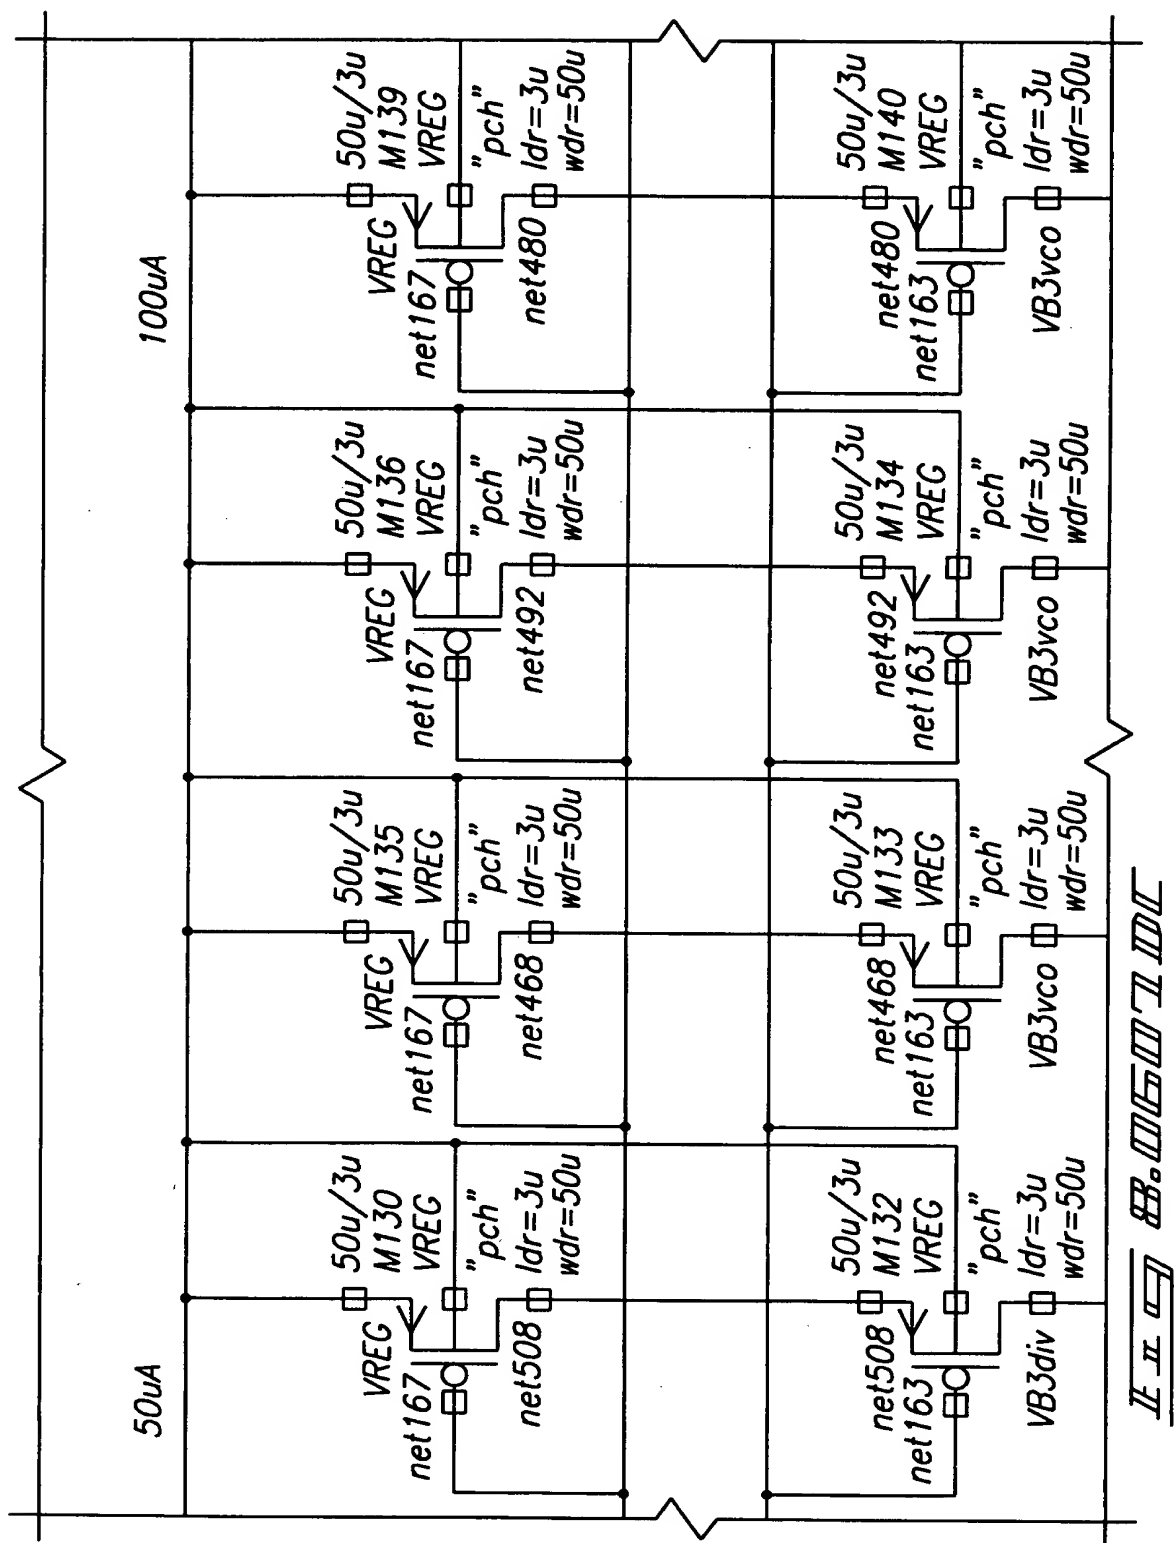 50uA
100uA
50u/3u
M130
VREG
VREG
net167
"pch"
net508
ldr=3u
wdr=50u
50u/3u
M135
VREG
VREG
net167
"pch"
net468
ldr=3u
wdr=50u
50u/3u
M136
VREG
VREG
net167
"pch"
net492
ldr=3u
wdr=50u
50u/3u
M139
VREG
VREG
net167
"pch"
net480
ldr=3u
wdr=50u
50u/3u
M132
net508
VREG
net163
"pch"
VB3div
ldr=3u
wdr=50u
50u/3u
M133
net468
VREG
net163
"pch"
VB3vco
ldr=3u
wdr=50u
50u/3u
M134
net492
VREG
net163
"pch"
VB3vco
ldr=3u
wdr=50u
50u/3u
M140
net480
VREG
net163
"pch"
VB3vco
ldr=3u
wdr=50u
FIG 8.0607DC